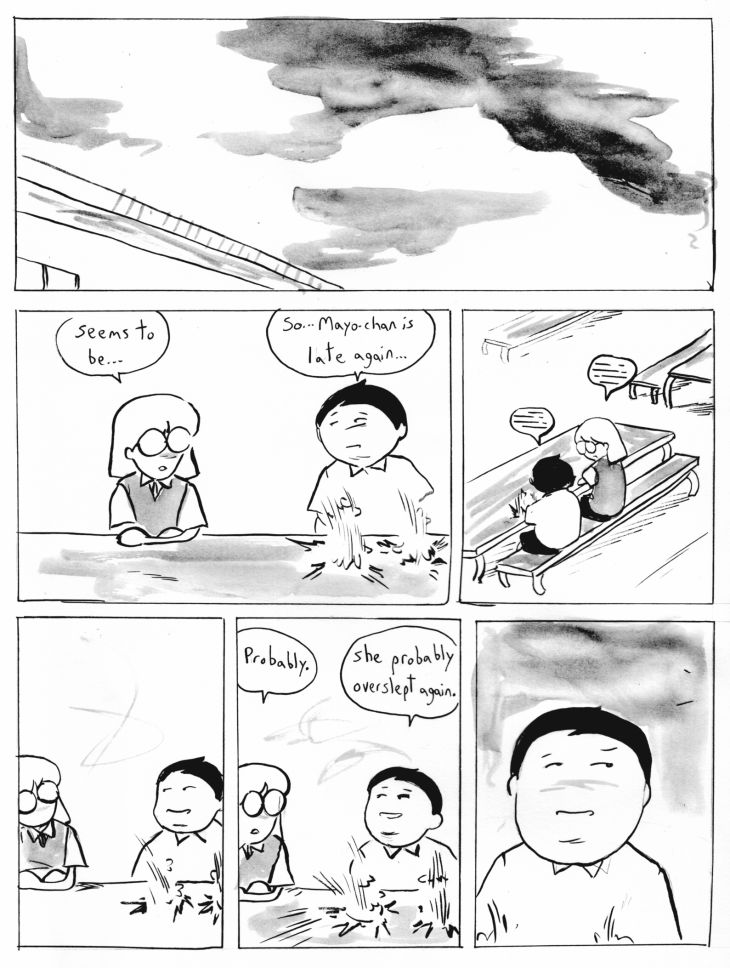 So... Mayo-chan is
late again...
seems to
be...
she probably
overslept again.
Probably.